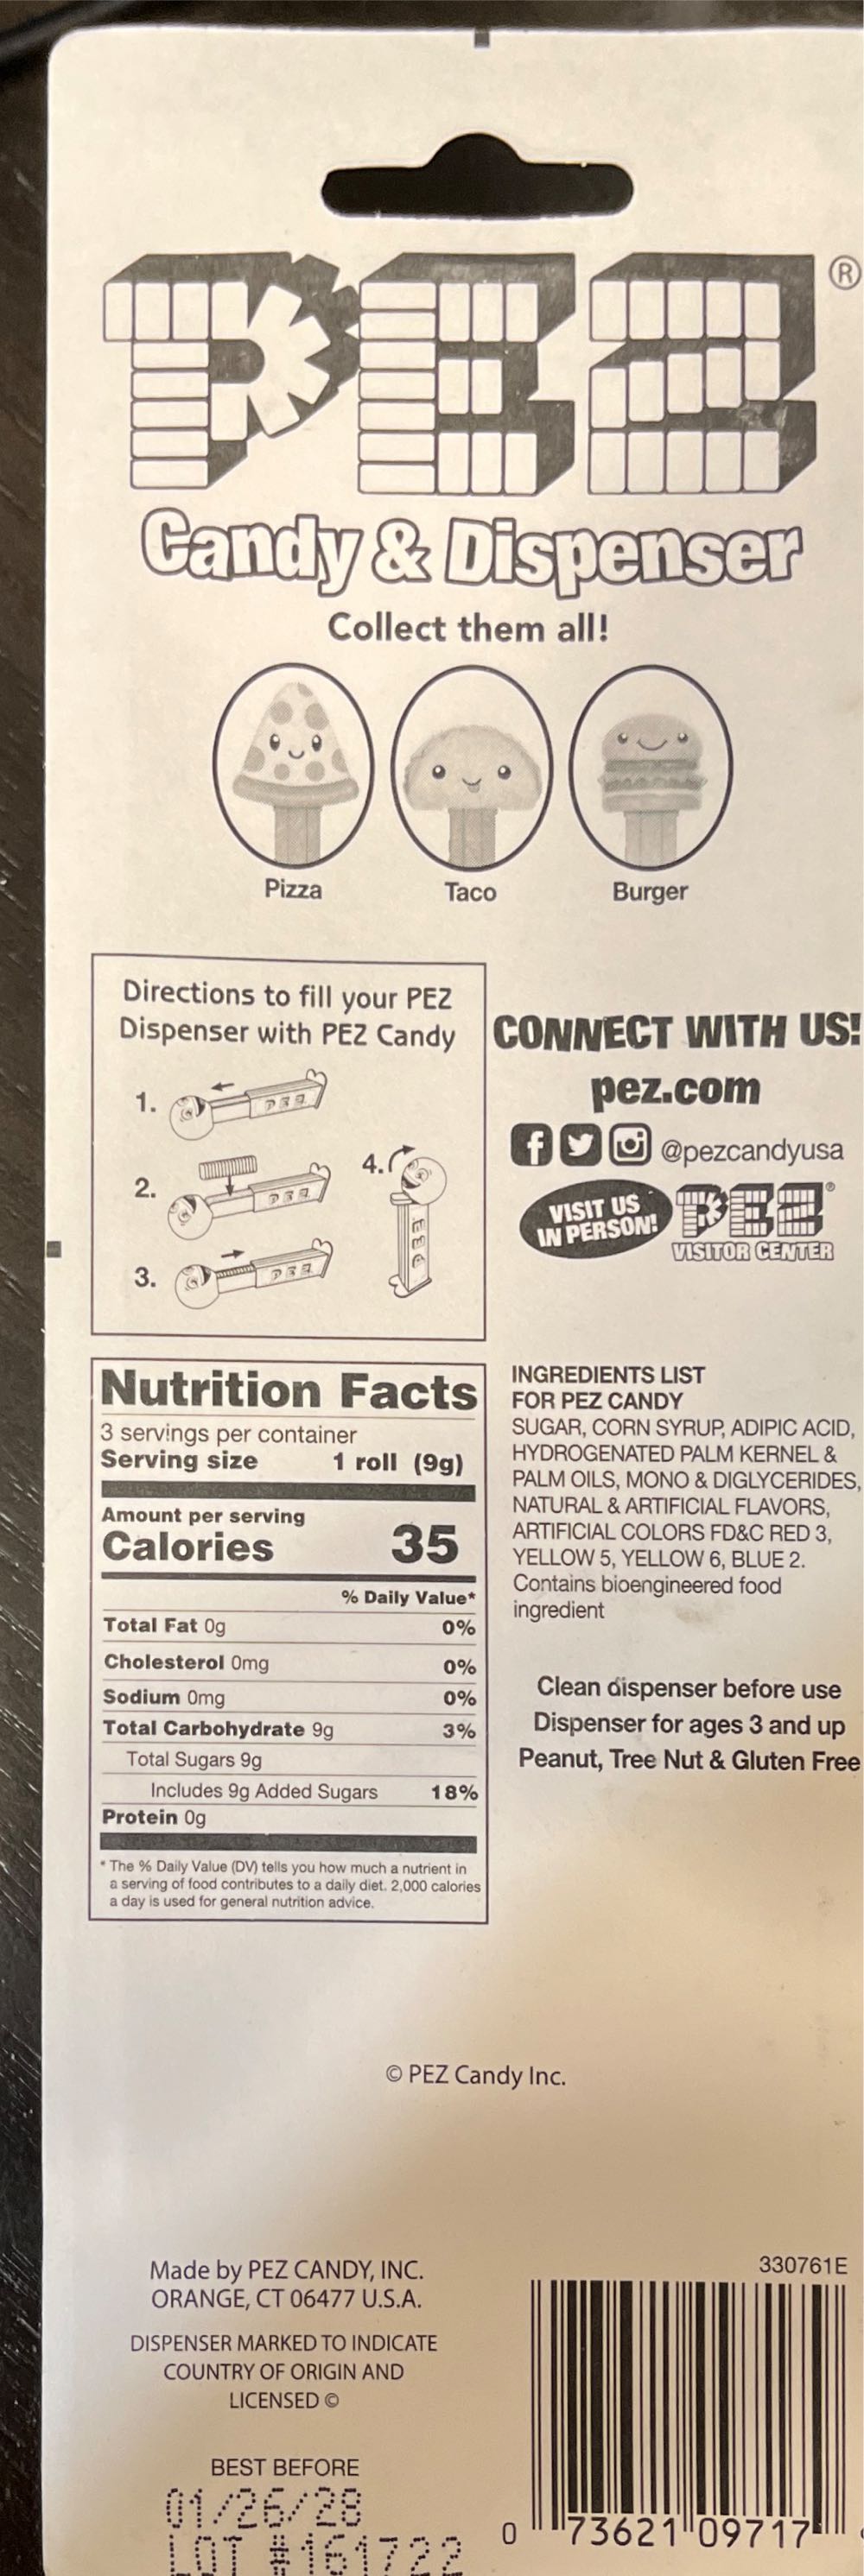 PEZ®
Candy & Dispenser
Collect them all!
Pizza Taco Burger
Directions to fill your PEZ
Dispenser with PEZ Candy
1. PEZ
2. PEZ
3. PEZ
4. PEZ
CONNECT WITH US!
pez.com
@pezcandyusa
VISIT US
IN PERSON!
PEZ®
VISITOR CENTER
Nutrition Facts
3 servings per container
Serving size 1 roll (9g)
Amount per serving
Calories 35
% Daily Value*
Total Fat 0g 0%
Cholesterol 0mg 0%
Sodium 0mg 0%
Total Carbohydrate 9g 3%
Total Sugars 9g
Includes 9g Added Sugars 18%
Protein 0g
* The % Daily Value (DV) tells you how much a nutrient in
a serving of food contributes to a daily diet. 2,000 calories
a day is used for general nutrition advice.
INGREDIENTS LIST
FOR PEZ CANDY
SUGAR, CORN SYRUP, ADIPIC ACID,
HYDROGENATED PALM KERNEL &
PALM OILS, MONO & DIGLYCERIDES,
NATURAL & ARTIFICIAL FLAVORS,
ARTIFICIAL COLORS FD&C RED 3,
YELLOW 5, YELLOW 6, BLUE 2.
Contains bioengineered food
ingredient
Clean dispenser before use
Dispenser for ages 3 and up
Peanut, Tree Nut & Gluten Free
© PEZ Candy Inc.
Made by PEZ CANDY, INC.
ORANGE, CT 06477 U.S.A.
DISPENSER MARKED TO INDICATE
COUNTRY OF ORIGIN AND
LICENSED ©
BEST BEFORE
01/26/28
LOT #161722
330761E
0 73621 09717